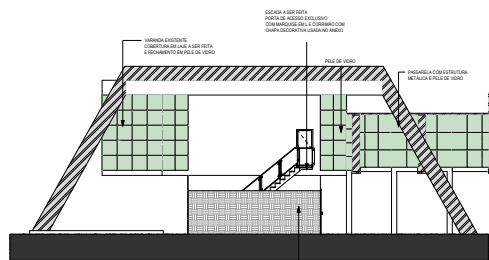 ESCADA A SER FEITA
PORTA DE ACESSO EXCLUSIVO
COM MARQUISE EM L E CORRIMÃO COM
CHAPA DECORATIVA USADA NO ANEXO
VARANDA EXISTENTE
COBERTURA EM LAJE A SER FEITA
E FECHAMENTO EM PELE DE VIDRO
PELE DE VIDRO
PASSARELA COM ESTRUTURA
METÁLICA E PELE DE VIDRO